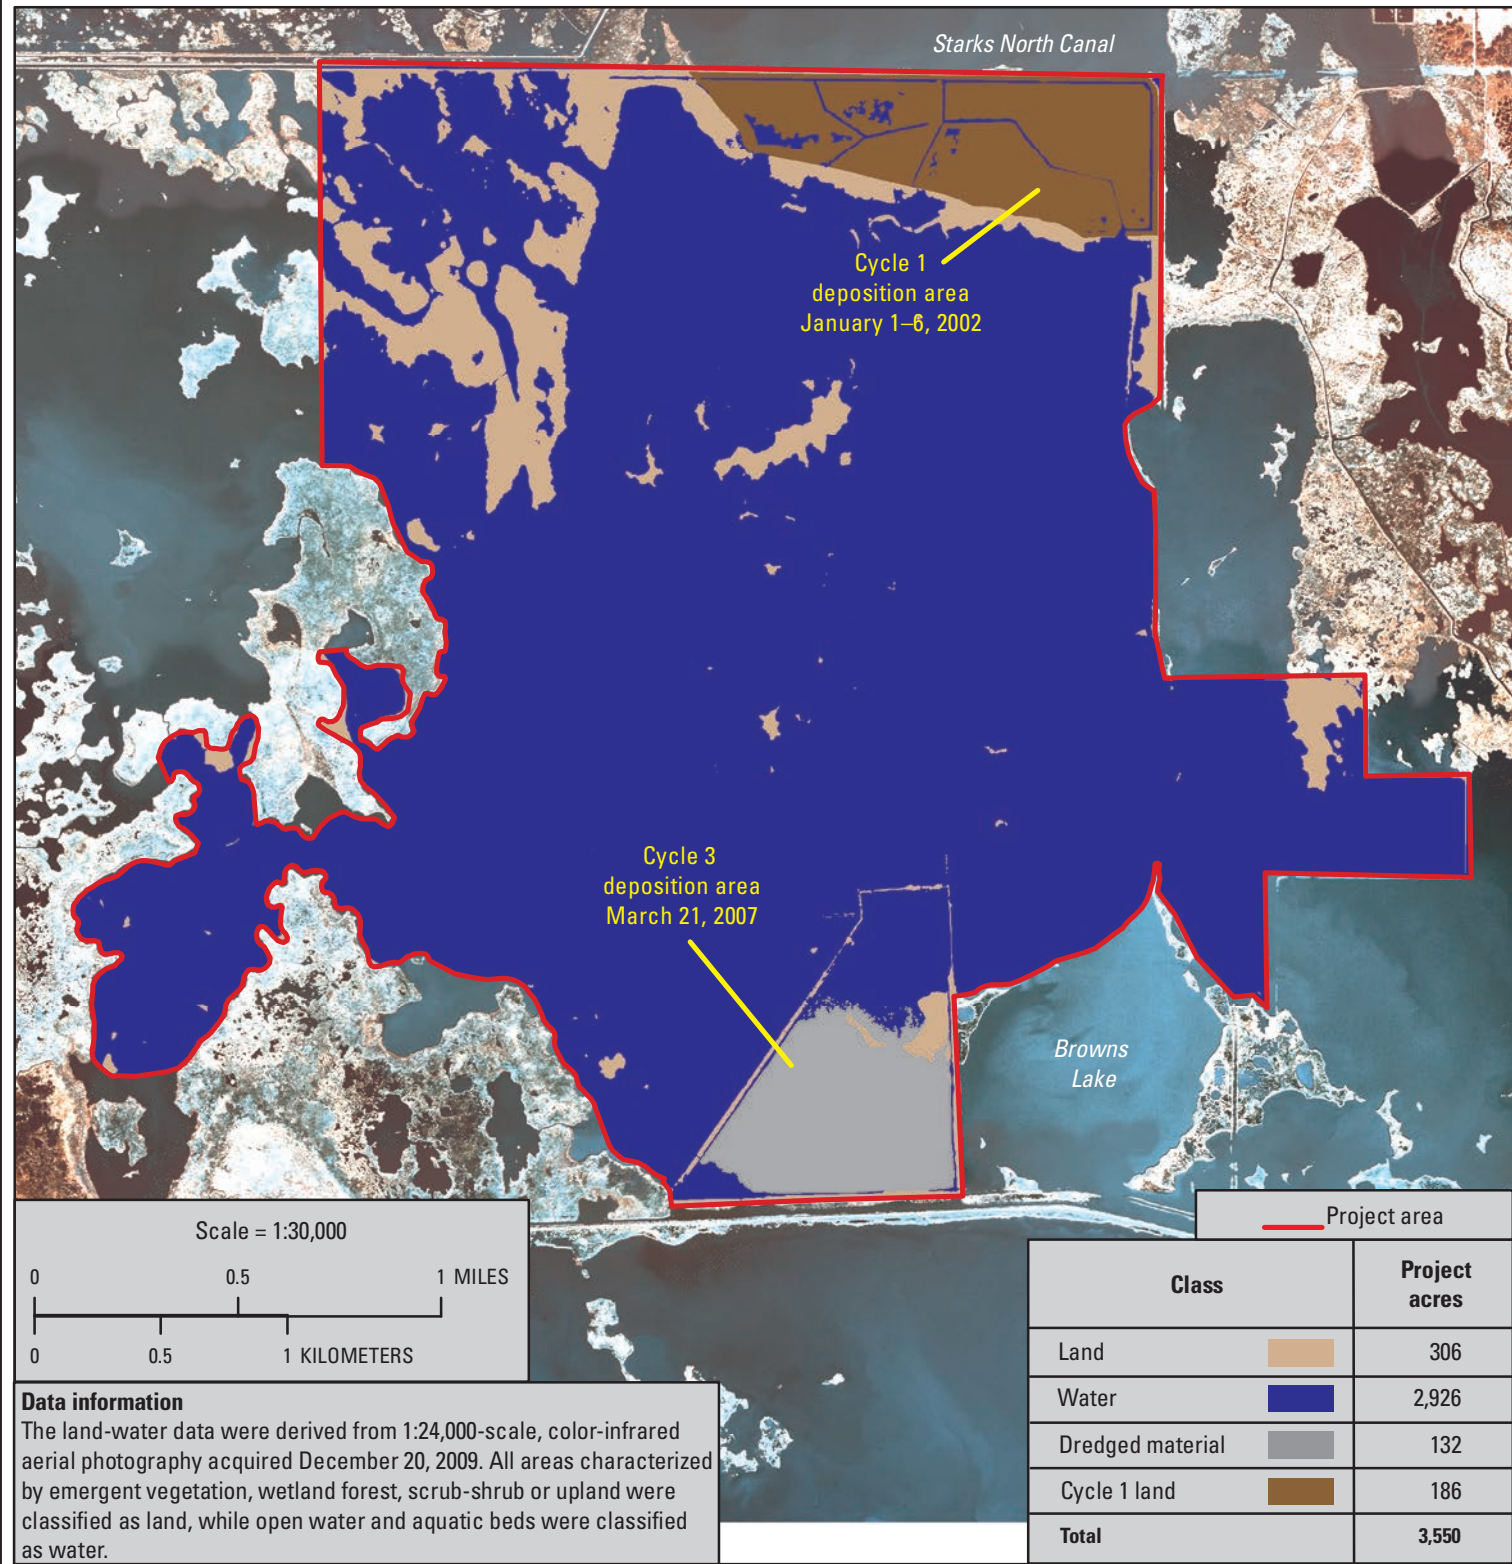 Starks North Canal
Cycle 1
deposition area
January 1–6, 2002
Cycle 3
deposition area
March 21, 2007
Browns
Lake
Scale = 1:30,000
0 0.5 1 MILES
0 0.5 1 KILOMETERS
Data information
The land-water data were derived from 1:24,000-scale, color-infrared
aerial photography acquired December 20, 2009. All areas characterized
by emergent vegetation, wetland forest, scrub-shrub or upland were
classified as land, while open water and aquatic beds were classified
as water.
Project area
Class Project
acres
Land 306
Water 2,926
Dredged material 132
Cycle 1 land 186
Total 3,550